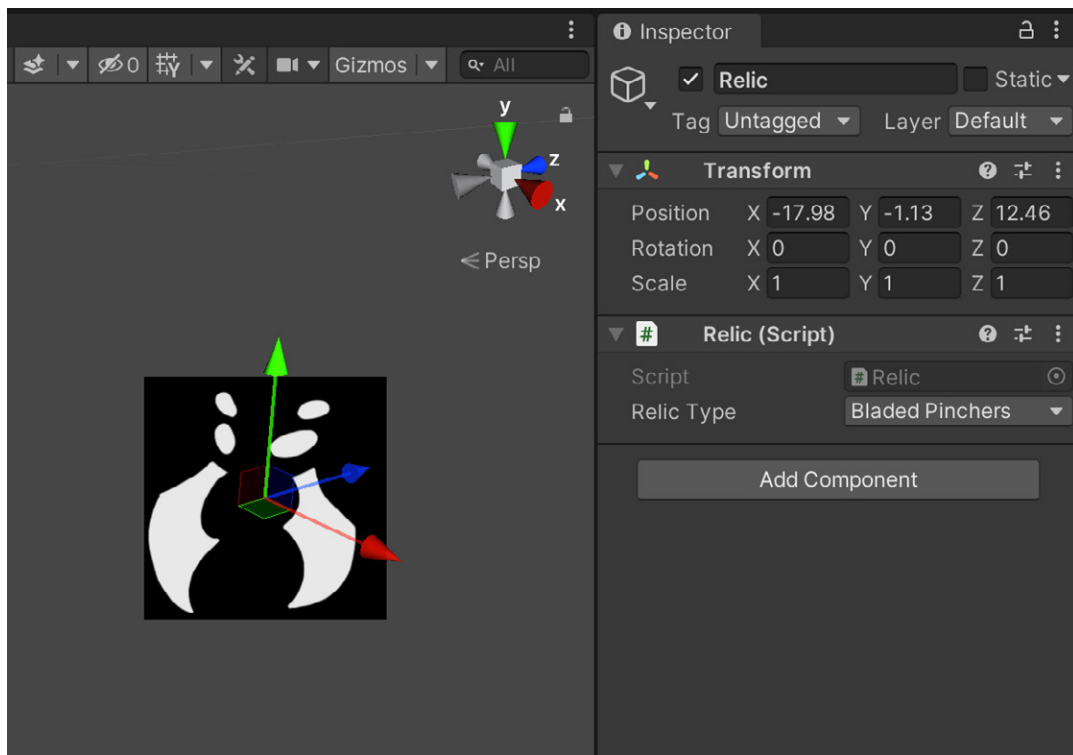 Inspector
0 Gizmos All
Relic Static
Tag Untagged Layer Default
y
z
x
Persp
Transform
Position X -17.98 Y -1.13 Z 12.46
Rotation X 0 Y 0 Z 0
Scale X 1 Y 1 Z 1
# Relic (Script)
Script # Relic
Relic Type Bladed Pinchers
Add Component